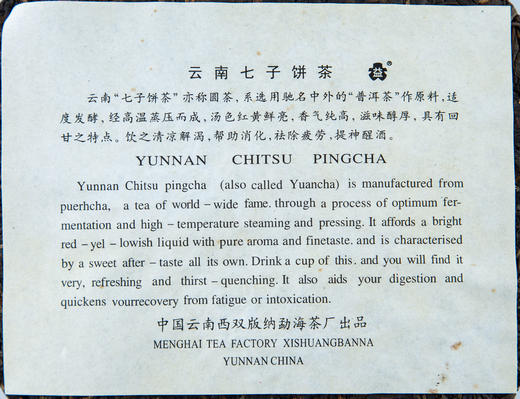 云南七子饼茶 益®
云南“七子饼茶”亦称圆茶，系选用驰名中外的“普洱茶”作原料，适
度发酵，经高温蒸压而成，汤色红黄鲜亮，香气纯高，滋味醇厚，具有回
甘之特点。饮之清凉解渴，帮助消化，祛除疲劳，提神醒酒。
YUNNAN CHITSU PINGCHA
Yunnan Chitsu pingcha (also called Yuancha) is manufactured from
puerhcha, a tea of world－wide fame. through a process of optimum fer-
mentation and high－temperature steaming and pressing. It affords a bright
red－yel－lowish liquid with pure aroma and finetaste. and is characterised
by a sweet after－taste all its own. Drink a cup of this. and you will find it
very, refreshing and thirst－quenching. It also aids your digestion and
quickens vourrecovery from fatigue or intoxication.
中国云南西双版纳勐海茶厂出品
MENGHAI TEA FACTORY XISHUANGBANNA
YUNNAN CHINA